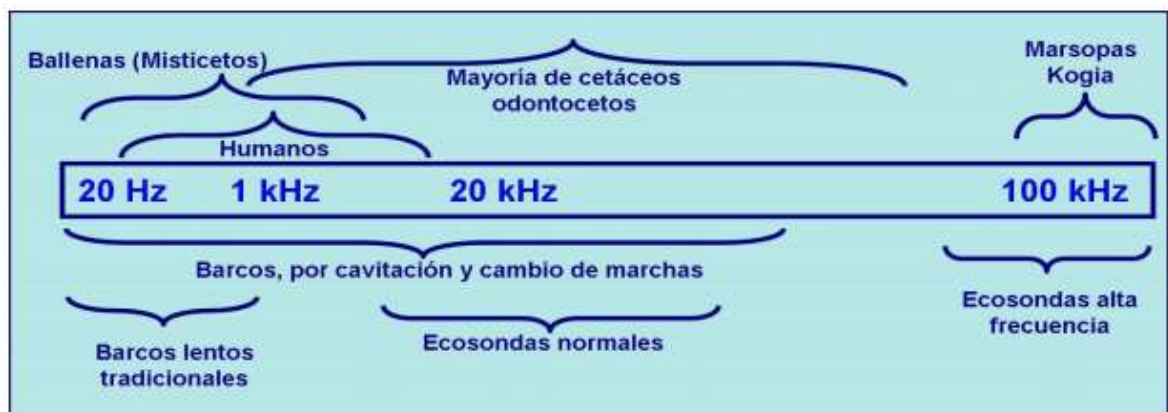 Ballenas (Misticetos)
Mayoria de cetáceos
odontocetos
Marsopas
Kogia
Humanos
20 Hz 1 kHz 20 kHz 100 kHz
Barcos, por cavitación y cambio de marchas
Barcos lentos
tradicionales
Ecosondas normales
Ecosondas alta
frecuencia